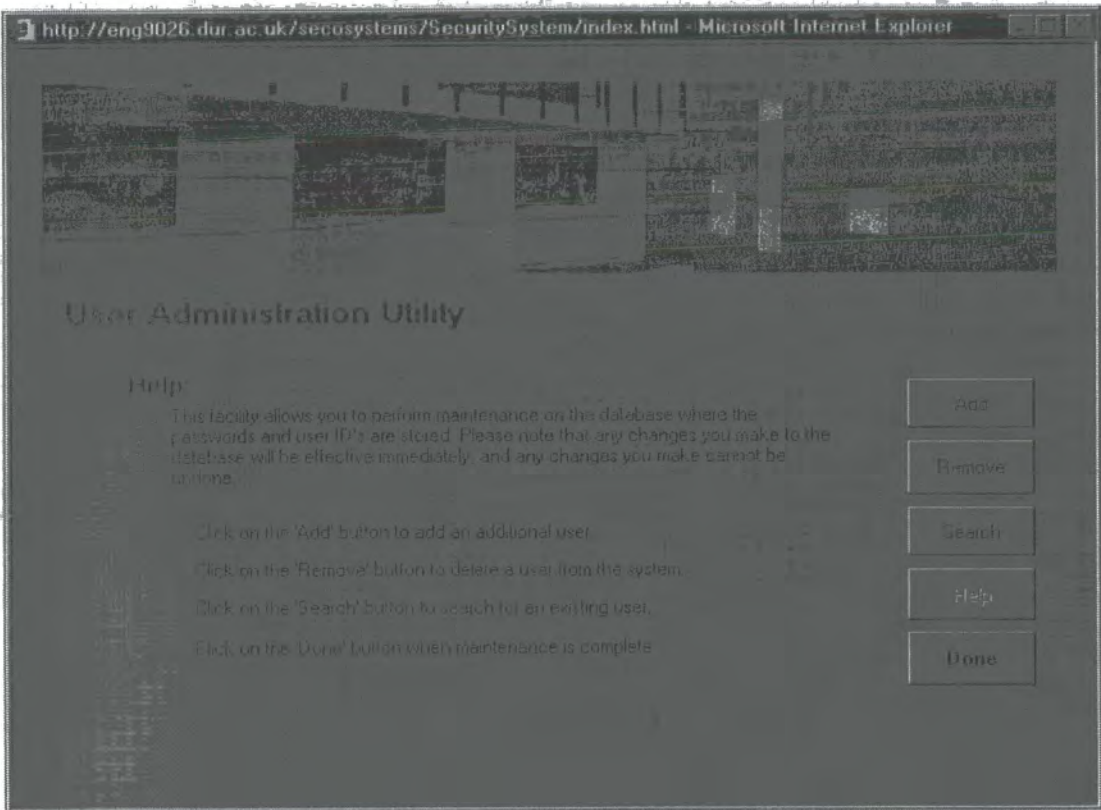 http://eng9026.dur.ac.uk/secosystems/SecuritySystem/index.html - Microsoft Internet Explorer
User Administration Utility
Help:
This facility allows you to perform maintenance on the database where the
passwords and user ID's are stored. Please note that any changes you make to the
database will be effective immediately, and any changes you make cannot be
undone.
Click on the 'Add' button to add an additional user.
Click on the 'Remove' button to delete a user from the system.
Click on the 'Search' button to search for an existing user.
Click on the 'Done' button when maintenance is complete
Add
Remove
Search
Help
Done